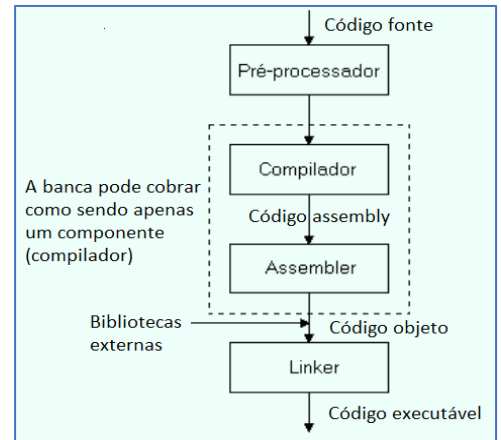 Código fonte
Pré-processador
Compilador
A banca pode cobrar
como sendo apenas
um componente
(compilador)
Código assembly
Assembler
Bibliotecas
externas
Código objeto
Linker
Código executável